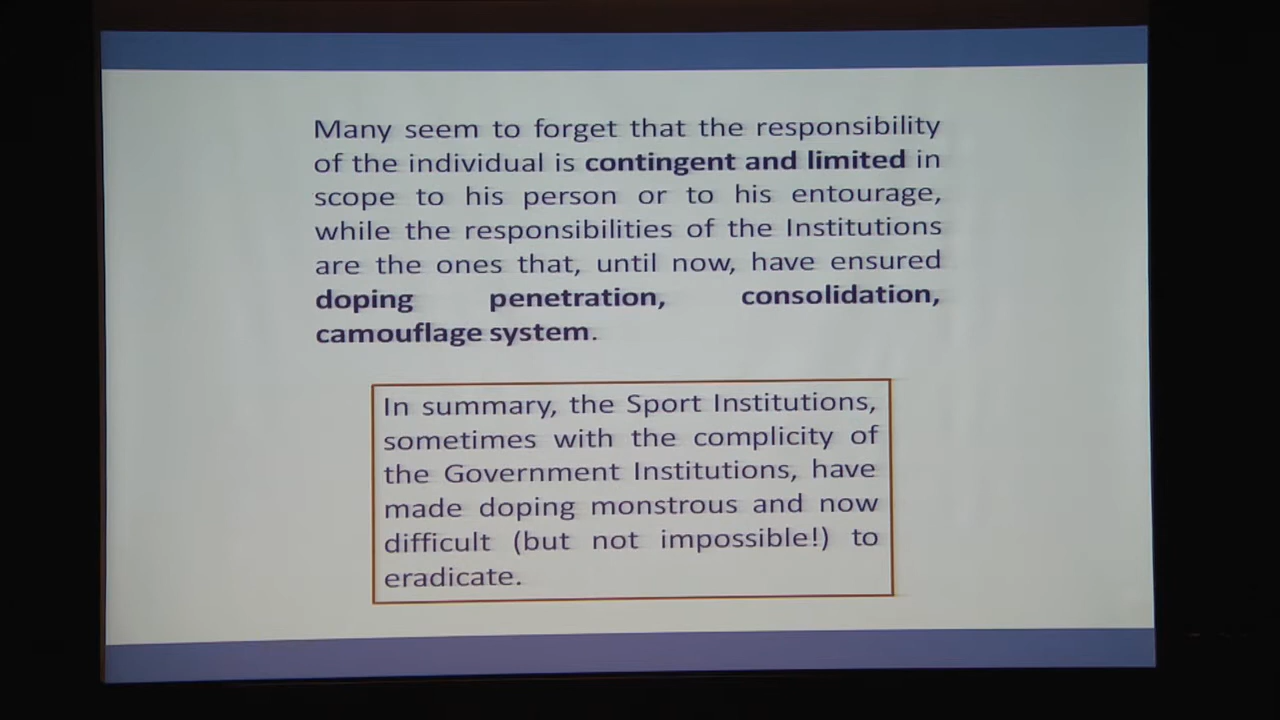 Many seem to forget that the responsibility
of the individual is contingent and limited in
scope to his person or to his entourage,
while the responsibilities of the Institutions
are the ones that, until now, have ensured
doping penetration, consolidation,
camouflage system.
In summary, the Sport Institutions,
sometimes with the complicity of
the Government Institutions, have
made doping monstrous and now
difficult (but not impossible!) to
eradicate.